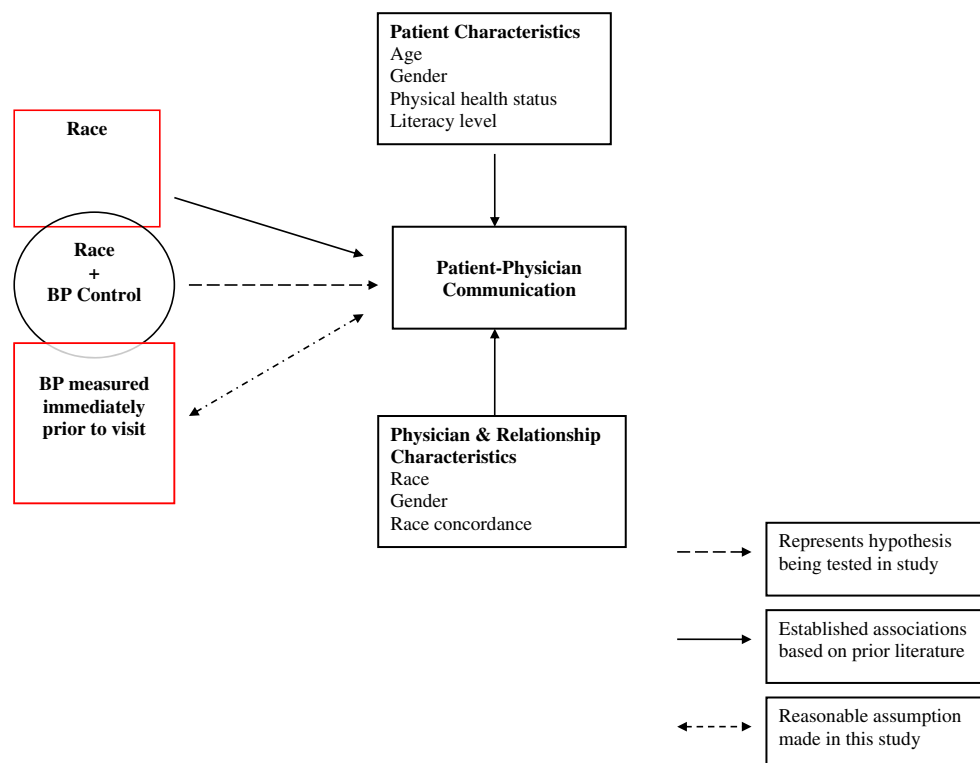 Patient Characteristics
Age
Gender
Physical health status
Literacy level
Race
Race
+
BP Control
BP measured
immediately
prior to visit
Patient-Physician
Communication
Physician & Relationship
Characteristics
Race
Gender
Race concordance
Represents hypothesis
being tested in study
Established associations
based on prior literature
Reasonable assumption
made in this study